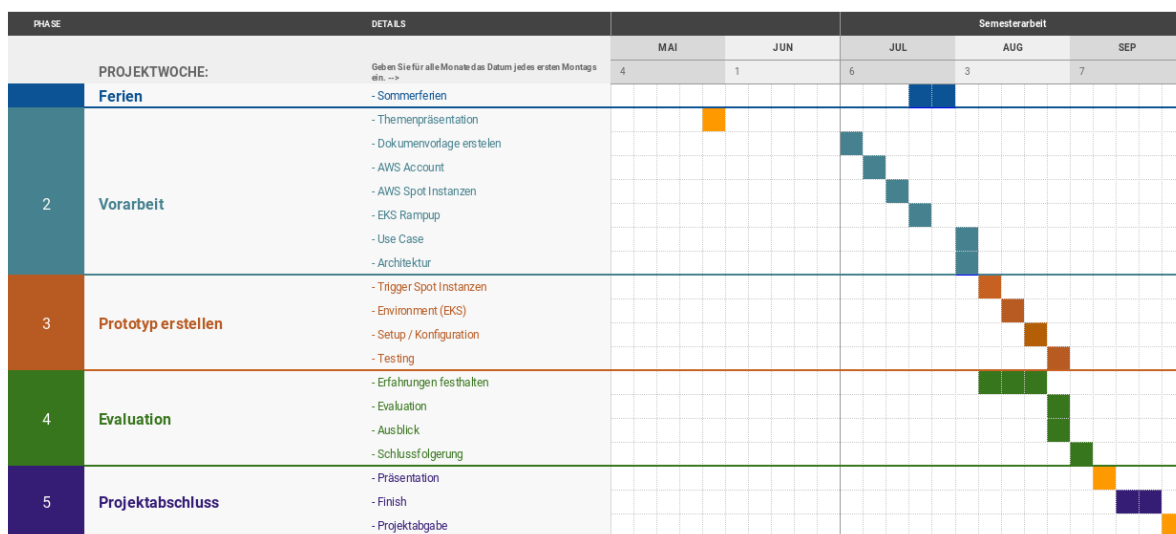 PHASE DETAILS Semesterarbeit
MAI JUN JUL AUG SEP
PROJEKTWOCHE: Geben Sie für alle Monate das Datum jedes ersten Montags
ein. --> 4 1 6 3 7
Ferien - Sommerferien
- Themenpräsentation
- Dokumenvorlage erstelen
- AWS Account
- AWS Spot Instanzen
2 Vorarbeit
- EKS Rampup
- Use Case
- Architektur
- Trigger Spot Instanzen
- Environment (EKS)
3 Prototyp erstellen
- Setup / Konfiguration
- Testing
- Erfahrungen festhalten
- Evaluation
4 Evaluation
- Ausblick
- Schlussfolgerung
- Präsentation
5 Projektabschluss - Finish
- Projektabgabe